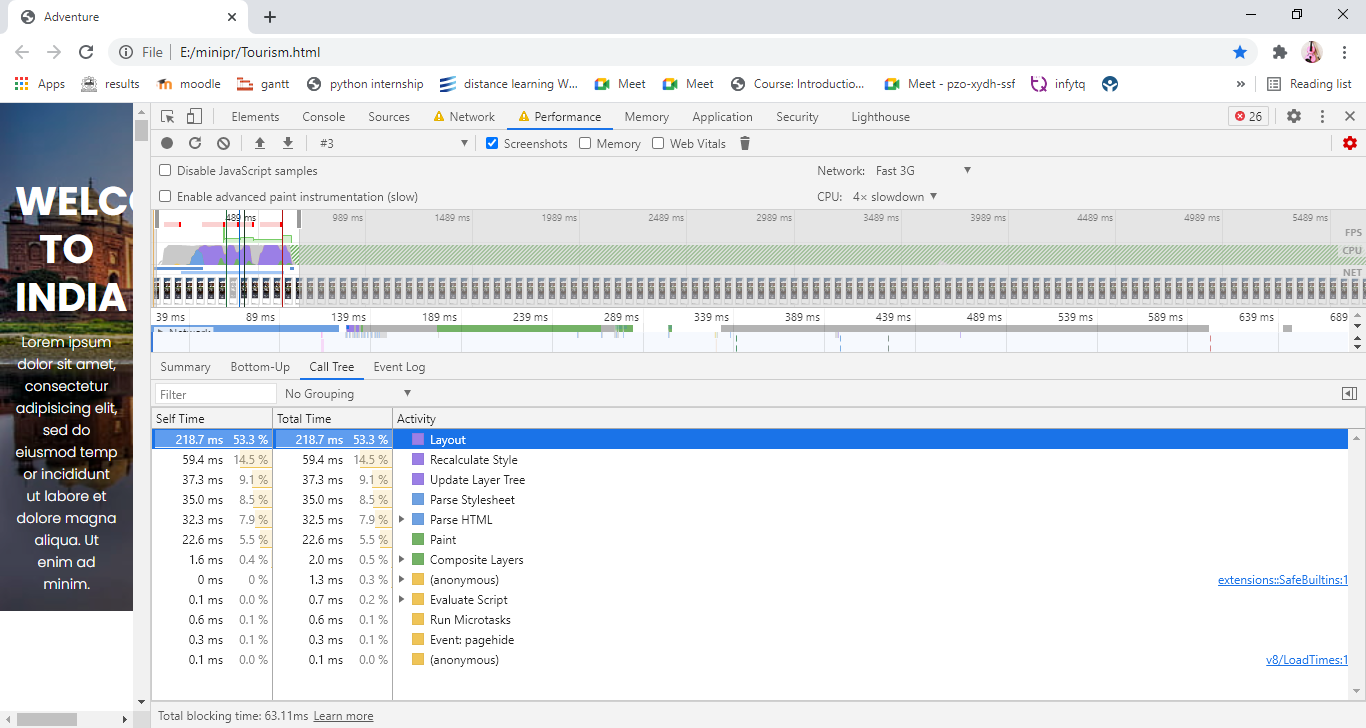 Adventure
File E:/minipr/Tourism.html
Apps results moodle gantt python internship distance learning W... Meet Meet Course: Introductio... Meet - pzo-xydh-ssf infytq » Reading list
Elements Console Sources Network Performance Memory Application Security Lighthouse 26
#3 Screenshots Memory Web Vitals
Disable JavaScript samples Network: Fast 3G
Enable advanced paint instrumentation (slow) CPU: 4× slowdown
489 ms 989 ms 1489 ms 1989 ms 2489 ms 2989 ms 3489 ms 3989 ms 4489 ms 4989 ms 5489 ms
FPS
CPU
NET
39 ms 89 ms 139 ms 189 ms 239 ms 289 ms 339 ms 389 ms 439 ms 489 ms 539 ms 589 ms 639 ms 689
Network
Summary Bottom-Up Call Tree Event Log
Filter No Grouping
Self Time Total Time Activity
218.7 ms 53.3 % 218.7 ms 53.3 % Layout
59.4 ms 14.5 % 59.4 ms 14.5 % Recalculate Style
37.3 ms 9.1 % 37.3 ms 9.1 % Update Layer Tree
35.0 ms 8.5 % 35.0 ms 8.5 % Parse Stylesheet
32.3 ms 7.9 % 32.5 ms 7.9 % Parse HTML
22.6 ms 5.5 % 22.6 ms 5.5 % Paint
1.6 ms 0.4 % 2.0 ms 0.5 % Composite Layers
0 ms 0 % 1.3 ms 0.3 % (anonymous) extensions::SafeBuiltins:1
0.1 ms 0.0 % 0.7 ms 0.2 % Evaluate Script
0.6 ms 0.1 % 0.6 ms 0.1 % Run Microtasks
0.3 ms 0.1 % 0.3 ms 0.1 % Event: pagehide
0.1 ms 0.0 % 0.1 ms 0.0 % (anonymous) v8/LoadTimes:1
Total blocking time: 63.11ms Learn more
WELCO
TO
INDIA
Lorem ipsum
dolor sit amet,
consectetur
adipisicing elit,
sed do
eiusmod temp
or incididunt
ut labore et
dolore magna
aliqua. Ut
enim ad
minim.